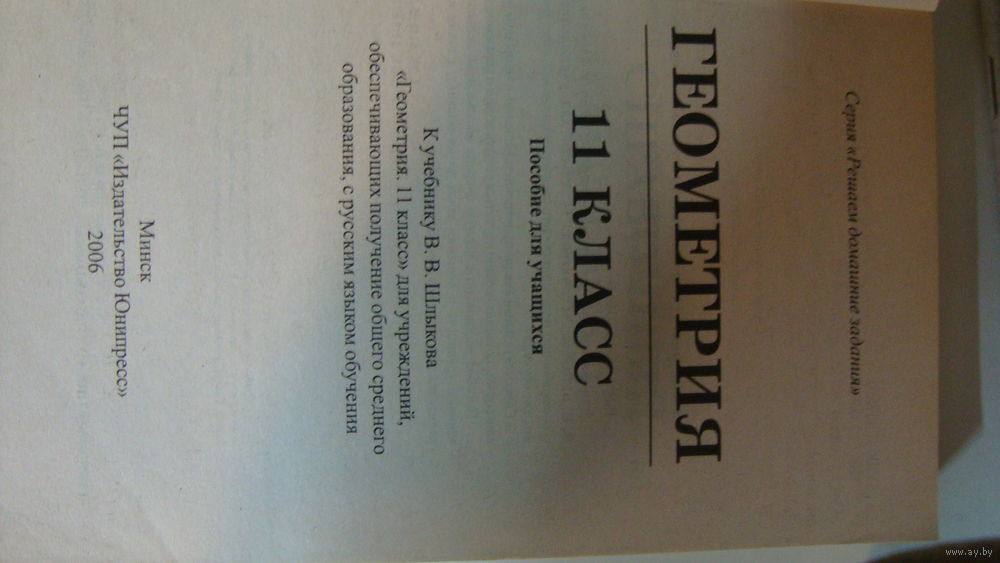 Серия «Решаем домашние задания»
ГЕОМЕТРИЯ
11 КЛАСС
Пособие для учащихся
К учебнику В. В. Шлыкова
«Геометрия. 11 класс» для учреждений,
обеспечивающих получение общего среднего
образования, с русским языком обучения
Минск
ЧУП «Издательство Юнипресс»
2006
www.ay.by